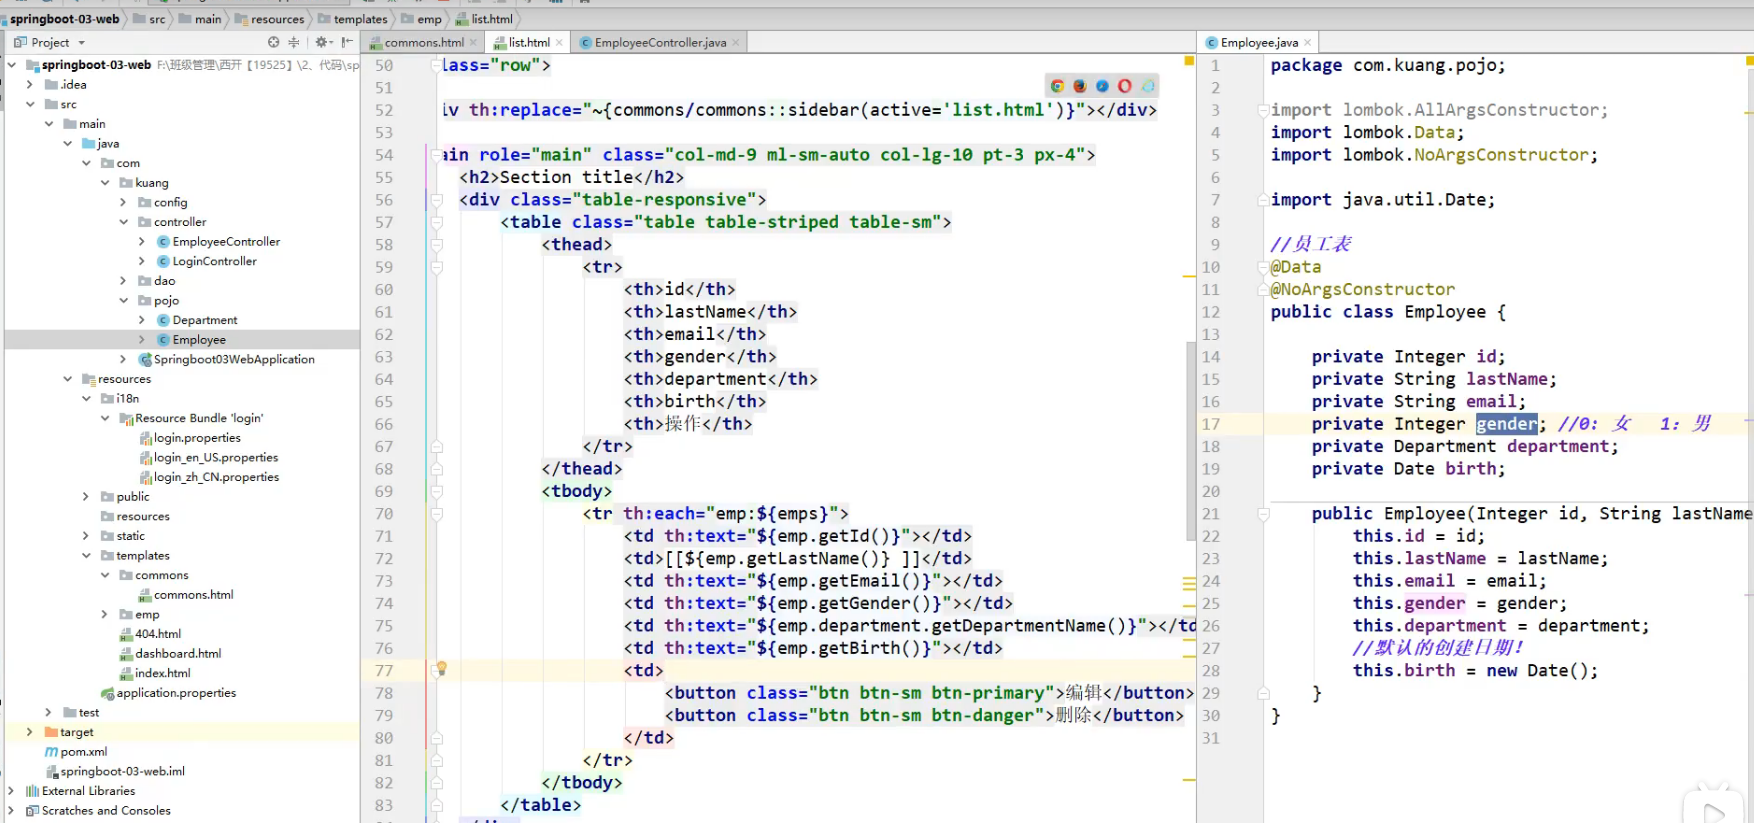 springboot-03-web src main resources templates emp list.html
Project
springboot-03-web F:\班级管理\西开【19525】\2、代码\sp
.idea
src
main
java
com
kuang
config
controller
EmployeeController
LoginController
dao
pojo
Department
Employee
Springboot03WebApplication
resources
i18n
Resource Bundle 'login'
login.properties
login_en_US.properties
login_zh_CN.properties
public
resources
static
templates
commons
commons.html
emp
404.html
dashboard.html
index.html
application.properties
test
target
pom.xml
springboot-03-web.iml
External Libraries
Scratches and Consoles
commons.html list.html EmployeeController.java
50 lass="row">
51
52 iv th:replace="~{commons/commons::sidebar(active='list.html')}"></div>
53
54 ain role="main" class="col-md-9 ml-sm-auto col-lg-10 pt-3 px-4">
55 <h2>Section title</h2>
56 <div class="table-responsive">
57 <table class="table table-striped table-sm">
58 <thead>
59 <tr>
60 <th>id</th>
61 <th>lastName</th>
62 <th>email</th>
63 <th>gender</th>
64 <th>department</th>
65 <th>birth</th>
66 <th>操作</th>
67 </tr>
68 </thead>
69 <tbody>
70 <tr th:each="emp:${emps}">
71 <td th:text="${emp.getId()}"></td>
72 <td>[[${emp.getLastName()} ]]</td>
73 <td th:text="${emp.getEmail()}"></td>
74 <td th:text="${emp.getGender()}"></td>
75 <td th:text="${emp.department.getDepartmentName()}"></td
76 <td th:text="${emp.getBirth()}"></td>
77 <td>
78 <button class="btn btn-sm btn-primary">编辑</button>
79 <button class="btn btn-sm btn-danger">删除</button>
80 </td>
81 </tr>
82 </tbody>
83 </table>
Employee.java
1 package com.kuang.pojo;
2
3 import lombok.AllArgsConstructor;
4 import lombok.Data;
5 import lombok.NoArgsConstructor;
6
7 import java.util.Date;
8
9 //员工表
10 @Data
11 @NoArgsConstructor
12 public class Employee {
13
14 private Integer id;
15 private String lastName;
16 private String email;
17 private Integer gender; //0: 女 1: 男
18 private Department department;
19 private Date birth;
20
21 public Employee(Integer id, String lastName
22 this.id = id;
23 this.lastName = lastName;
24 this.email = email;
25 this.gender = gender;
26 this.department = department;
27 //默认的创建日期!
28 this.birth = new Date();
29 }
30 }
31